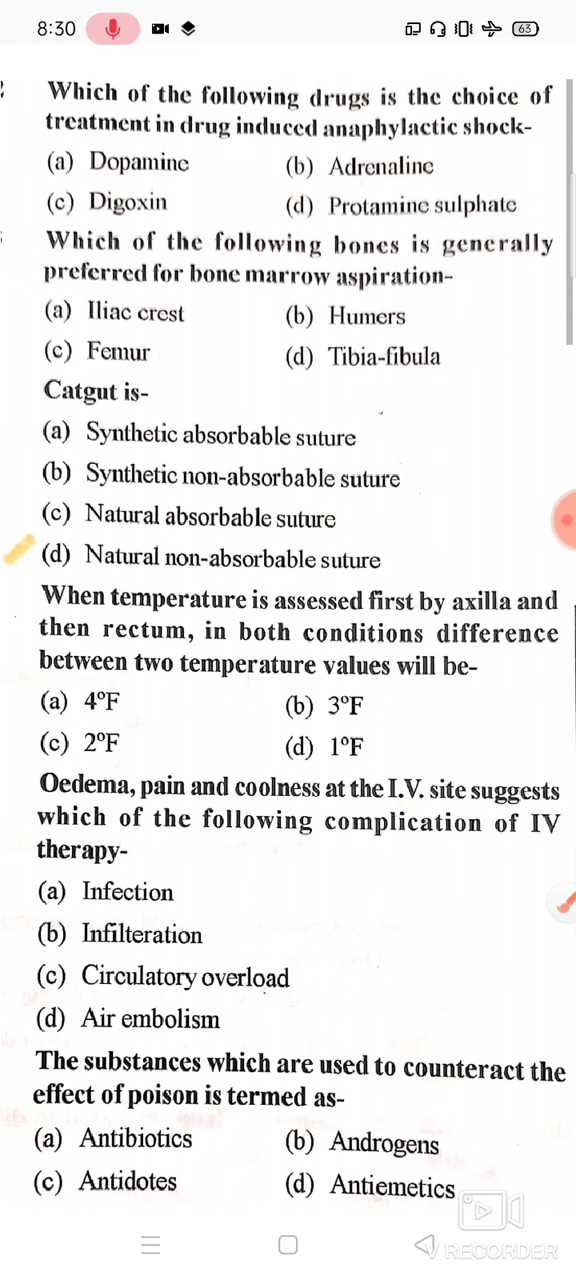 8:30
63
Which of the following drugs is the choice of
treatment in drug induced anaphylactic shock-
(a) Dopamine (b) Adrenaline
(c) Digoxin (d) Protamine sulphate
Which of the following bones is generally
preferred for bone marrow aspiration-
(a) Iliac crest (b) Humers
(c) Femur (d) Tibia-fibula
Catgut is-
(a) Synthetic absorbable suture
(b) Synthetic non-absorbable suture
(c) Natural absorbable suture
(d) Natural non-absorbable suture
When temperature is assessed first by axilla and
then rectum, in both conditions difference
between two temperature values will be-
(a) 4ºF (b) 3ºF
(c) 2ºF (d) 1ºF
Oedema, pain and coolness at the I.V. site suggests
which of the following complication of IV
therapy-
(a) Infection
(b) Infilteration
(c) Circulatory overload
(d) Air embolism
The substances which are used to counteract the
effect of poison is termed as-
(a) Antibiotics (b) Androgens
(c) Antidotes (d) Antiemetics
V RECORDER